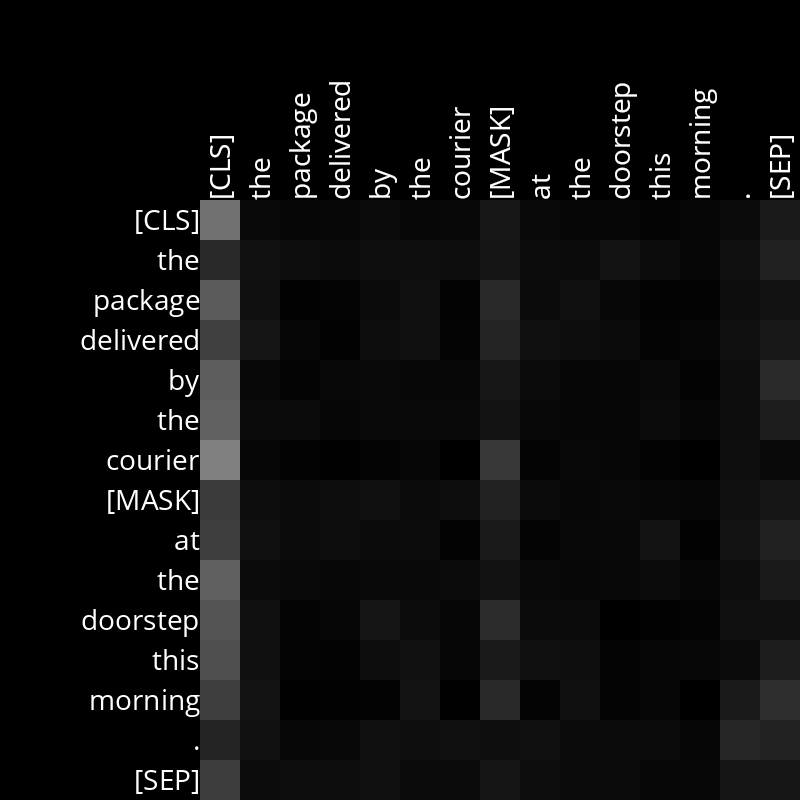 [CLS] the package delivered by the courier [MASK] at the doorstep this morning . [SEP]
[CLS]
the
package
delivered
by
the
courier
[MASK]
at
the
doorstep
this
morning
.
[SEP]